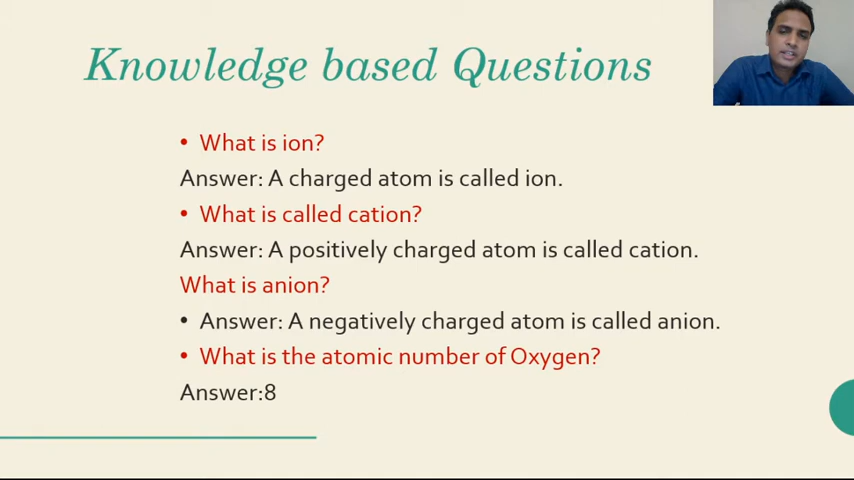 Knowledge based Questions
• What is ion?
Answer: A charged atom is called ion.
• What is called cation?
Answer: A positively charged atom is called cation.
What is anion?
• Answer: A negatively charged atom is called anion.
• What is the atomic number of Oxygen?
Answer:8